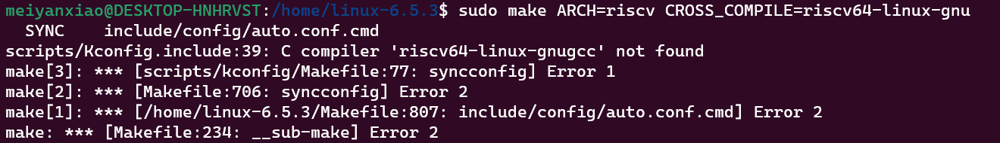 meiyanxiao@DESKTOP-HNHRVST:/home/linux-6.5.3$ sudo make ARCH=riscv CROSS_COMPILE=riscv64-linux-gnu
  SYNC    include/config/auto.conf.cmd
scripts/Kconfig.include:39: C compiler 'riscv64-linux-gnugcc' not found
make[3]: *** [scripts/kconfig/Makefile:77: syncconfig] Error 1
make[2]: *** [Makefile:706: syncconfig] Error 2
make[1]: *** [/home/linux-6.5.3/Makefile:807: include/config/auto.conf.cmd] Error 2
make: *** [Makefile:234: __sub-make] Error 2